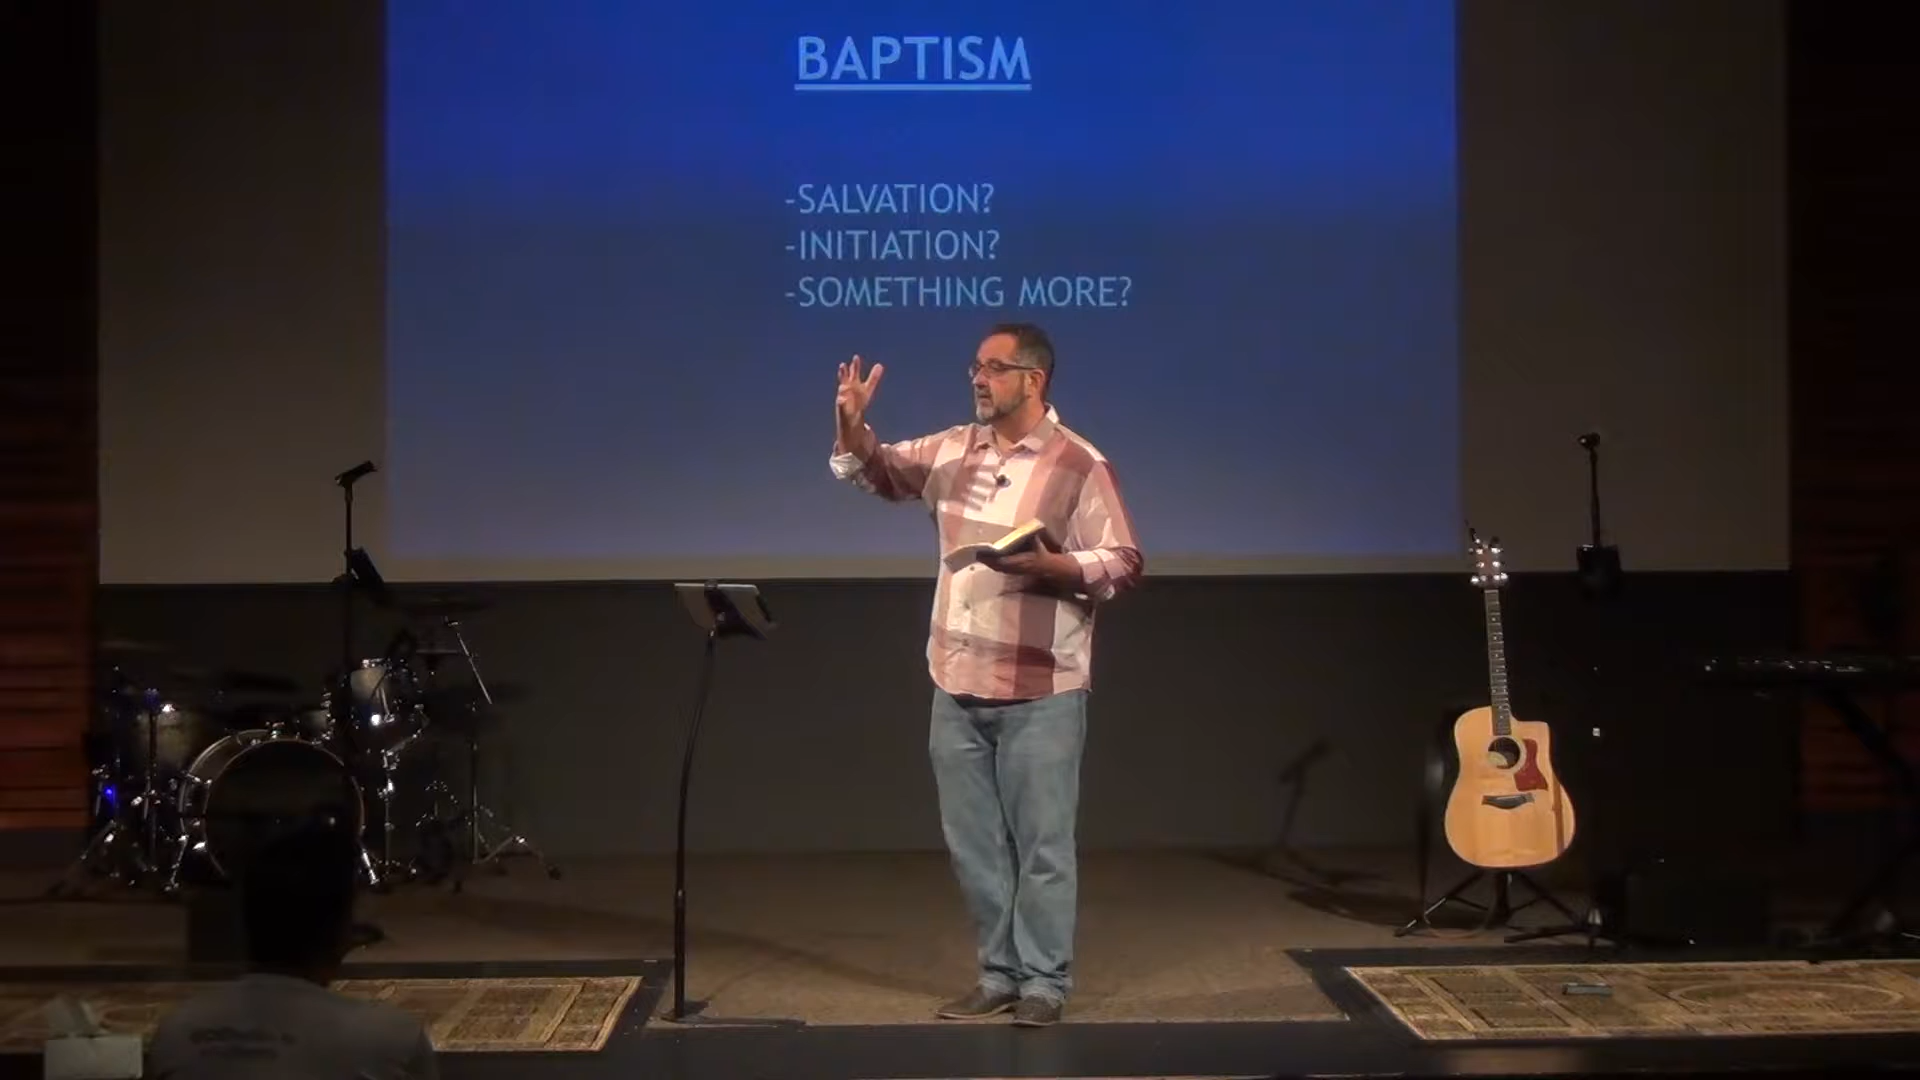 BAPTISM
-SALVATION?
-INITIATION?
-SOMETHING MORE?